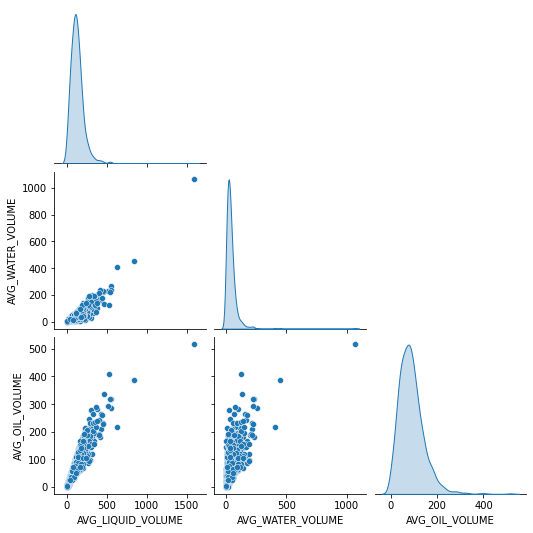 1000
800
600
400
200
0
AVG_WATER_VOLUME
500
400
300
200
100
0
AVG_OIL_VOLUME
0 500 1000 1500
AVG_LIQUID_VOLUME
0 500 1000
AVG_WATER_VOLUME
0 200 400
AVG_OIL_VOLUME